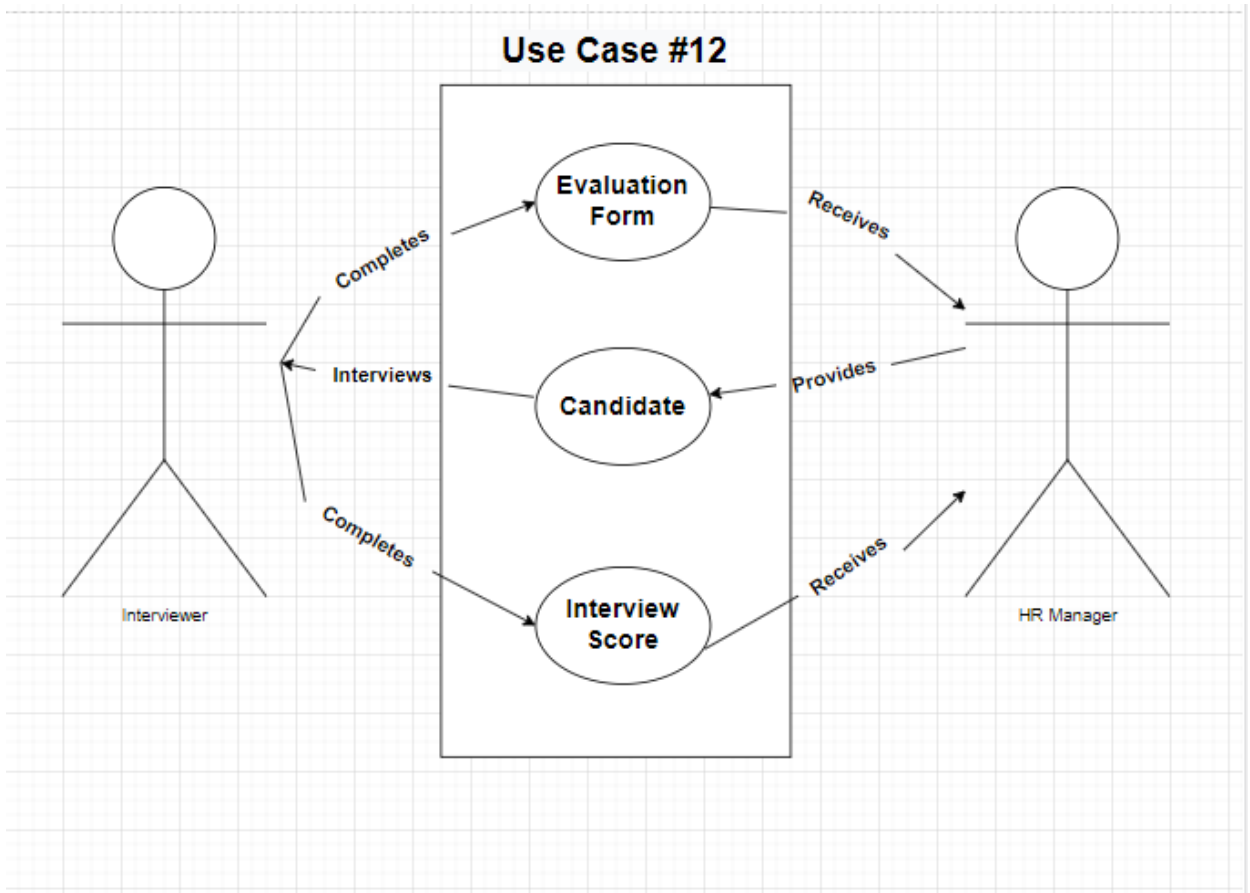 Use Case #12
Evaluation
Form
Receives
Completes
Interviews
Provides
Candidate
Completes
Receives
Interview
Score
Interviewer
HR Manager